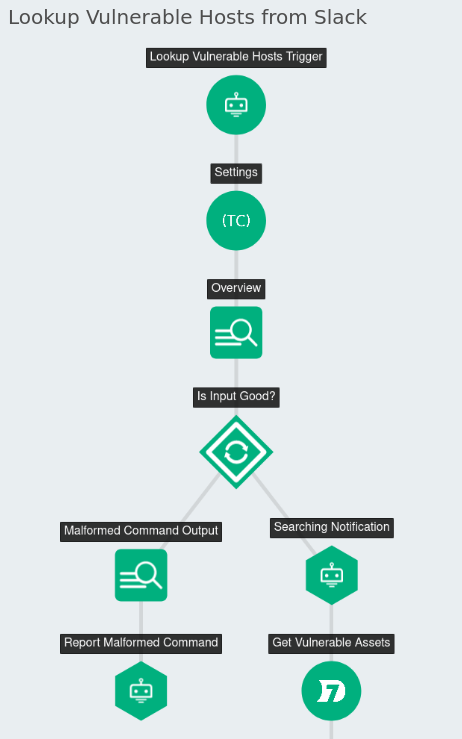 Lookup Vulnerable Hosts from Slack
Lookup Vulnerable Hosts Trigger
Settings
(TC)
Overview
Is Input Good?
Malformed Command Output
Searching Notification
Report Malformed Command
Get Vulnerable Assets